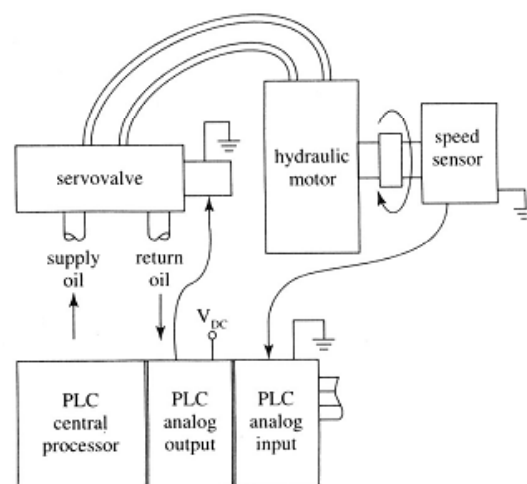 servovalve
hydraulic
motor
speed
sensor
supply
oil
return
oil
V_DC
PLC
central
processor
PLC
analog
output
PLC
analog
input